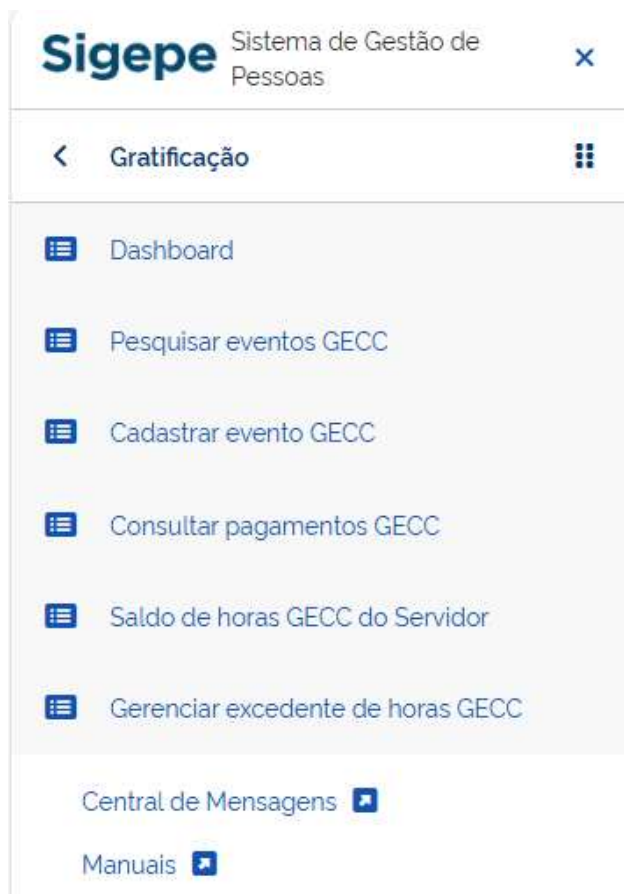 Sigepe
Sistema de Gestão de
Pessoas
Gratificação
Dashboard
Pesquisar eventos GECC
Cadastrar evento GECC
Consultar pagamentos GECC
Saldo de horas GECC do Servidor
Gerenciar excedente de horas GECC
Central de Mensagens
Manuais